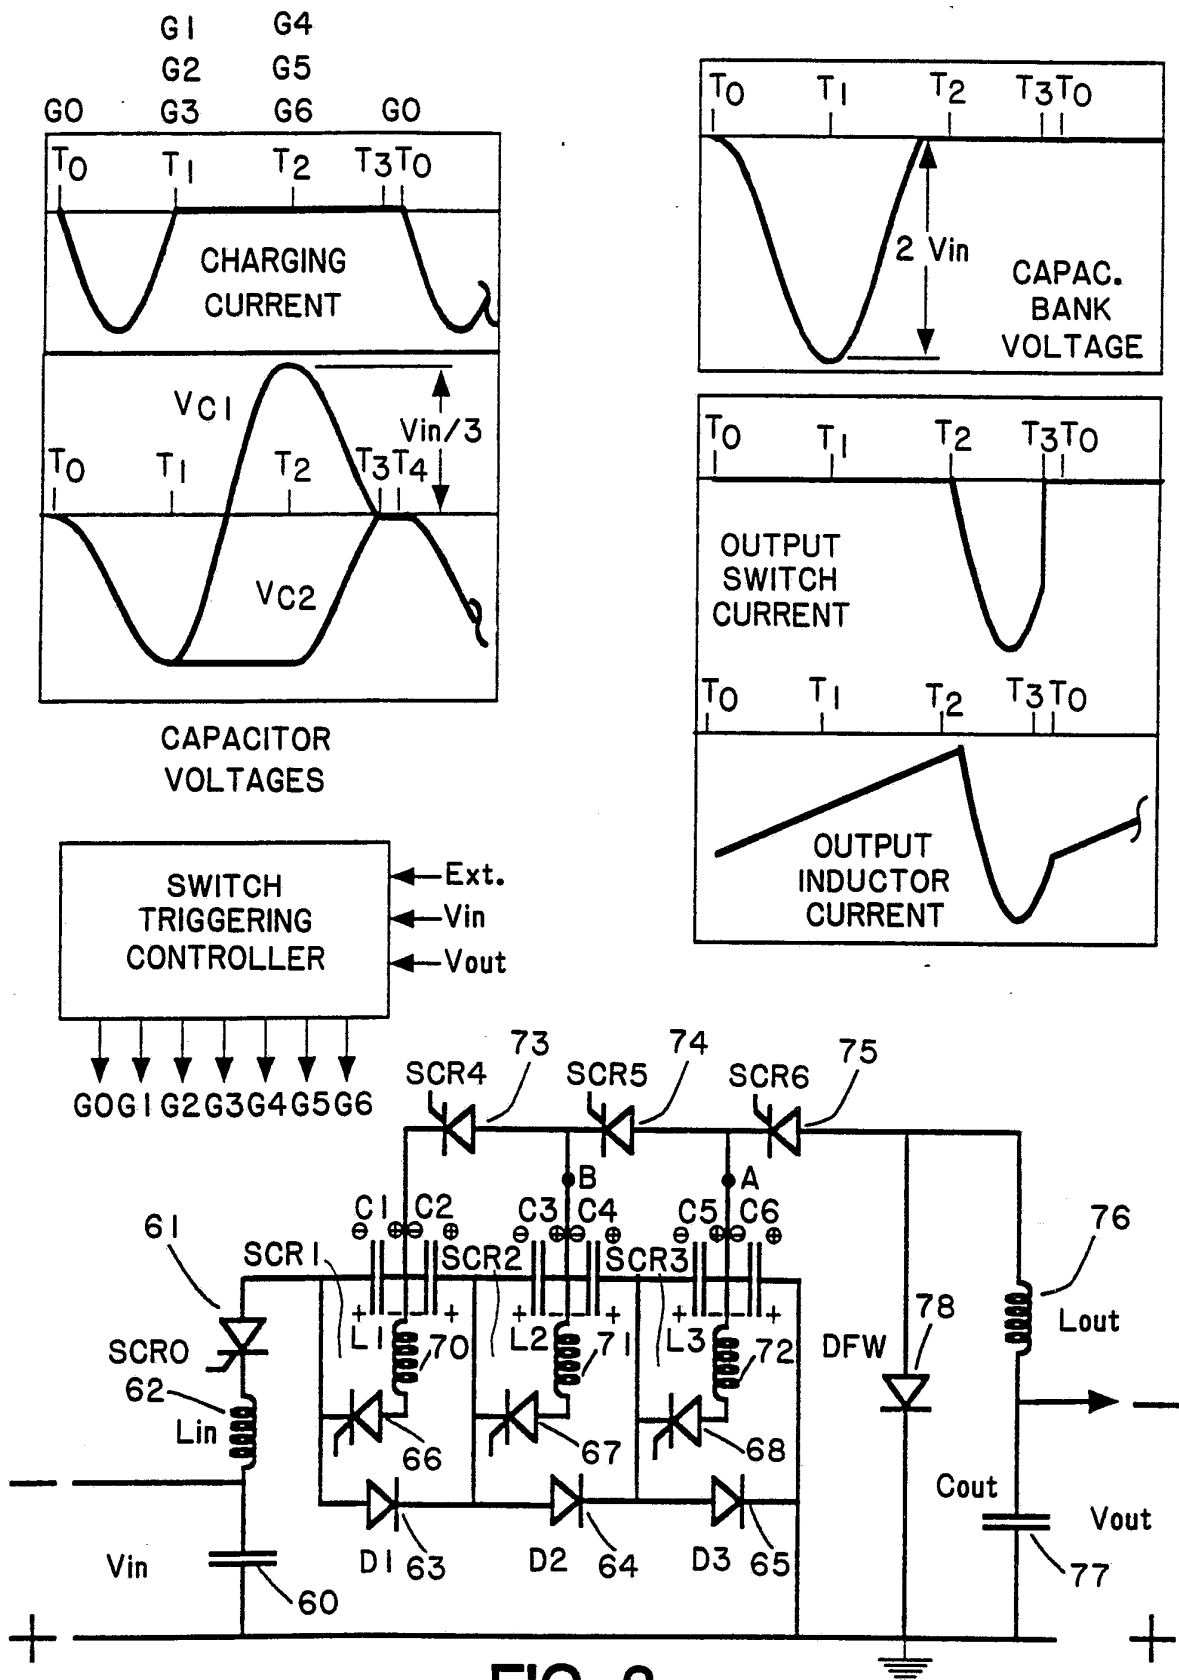 G1 G4
G2 G5
G0 G3 G6 G0
T0 T1 T2 T3 T0
CHARGING
CURRENT
VC1
Vin/3
T0 T1 T2 T3 T4
VC2
CAPACITOR
VOLTAGES
T0 T1 T2 T3 T0
2 Vin
CAPAC.
BANK
VOLTAGE
T0 T1 T2 T3 T0
OUTPUT
SWITCH
CURRENT
T0 T1 T2 T3 T0
OUTPUT
INDUCTOR
CURRENT
SWITCH
TRIGGERING
CONTROLLER
Ext.
Vin
Vout
G0 G1 G2 G3 G4 G5 G6
73 74 75
SCR4 SCR5 SCR6
B A
C1 C2 C3 C4 C5 C6
⊖ ⊕ ⊖ ⊕ ⊖ ⊕ ⊖ ⊕ ⊖ ⊕ ⊖ ⊕
61 76
SCR1 SCR2 SCR3
+ - - + + - - + + - - +
L1 70 L2 71 L3 72
SCR0
62
Lin
DFW 78 Lout
66 67 68
Cout
Vin D1 63 D2 64 D3 65 Vout
60 77
- -
+ +